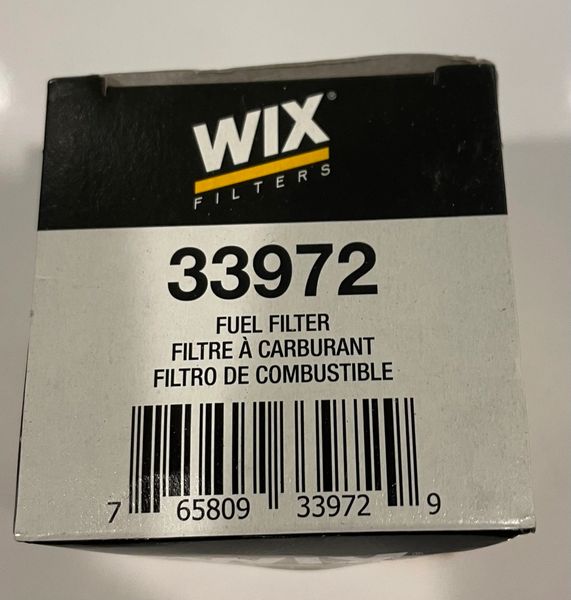 WIX®
FILTERS
33972
FUEL FILTER
FILTRE À CARBURANT
FILTRO DE COMBUSTIBLE
7 65809 33972 9